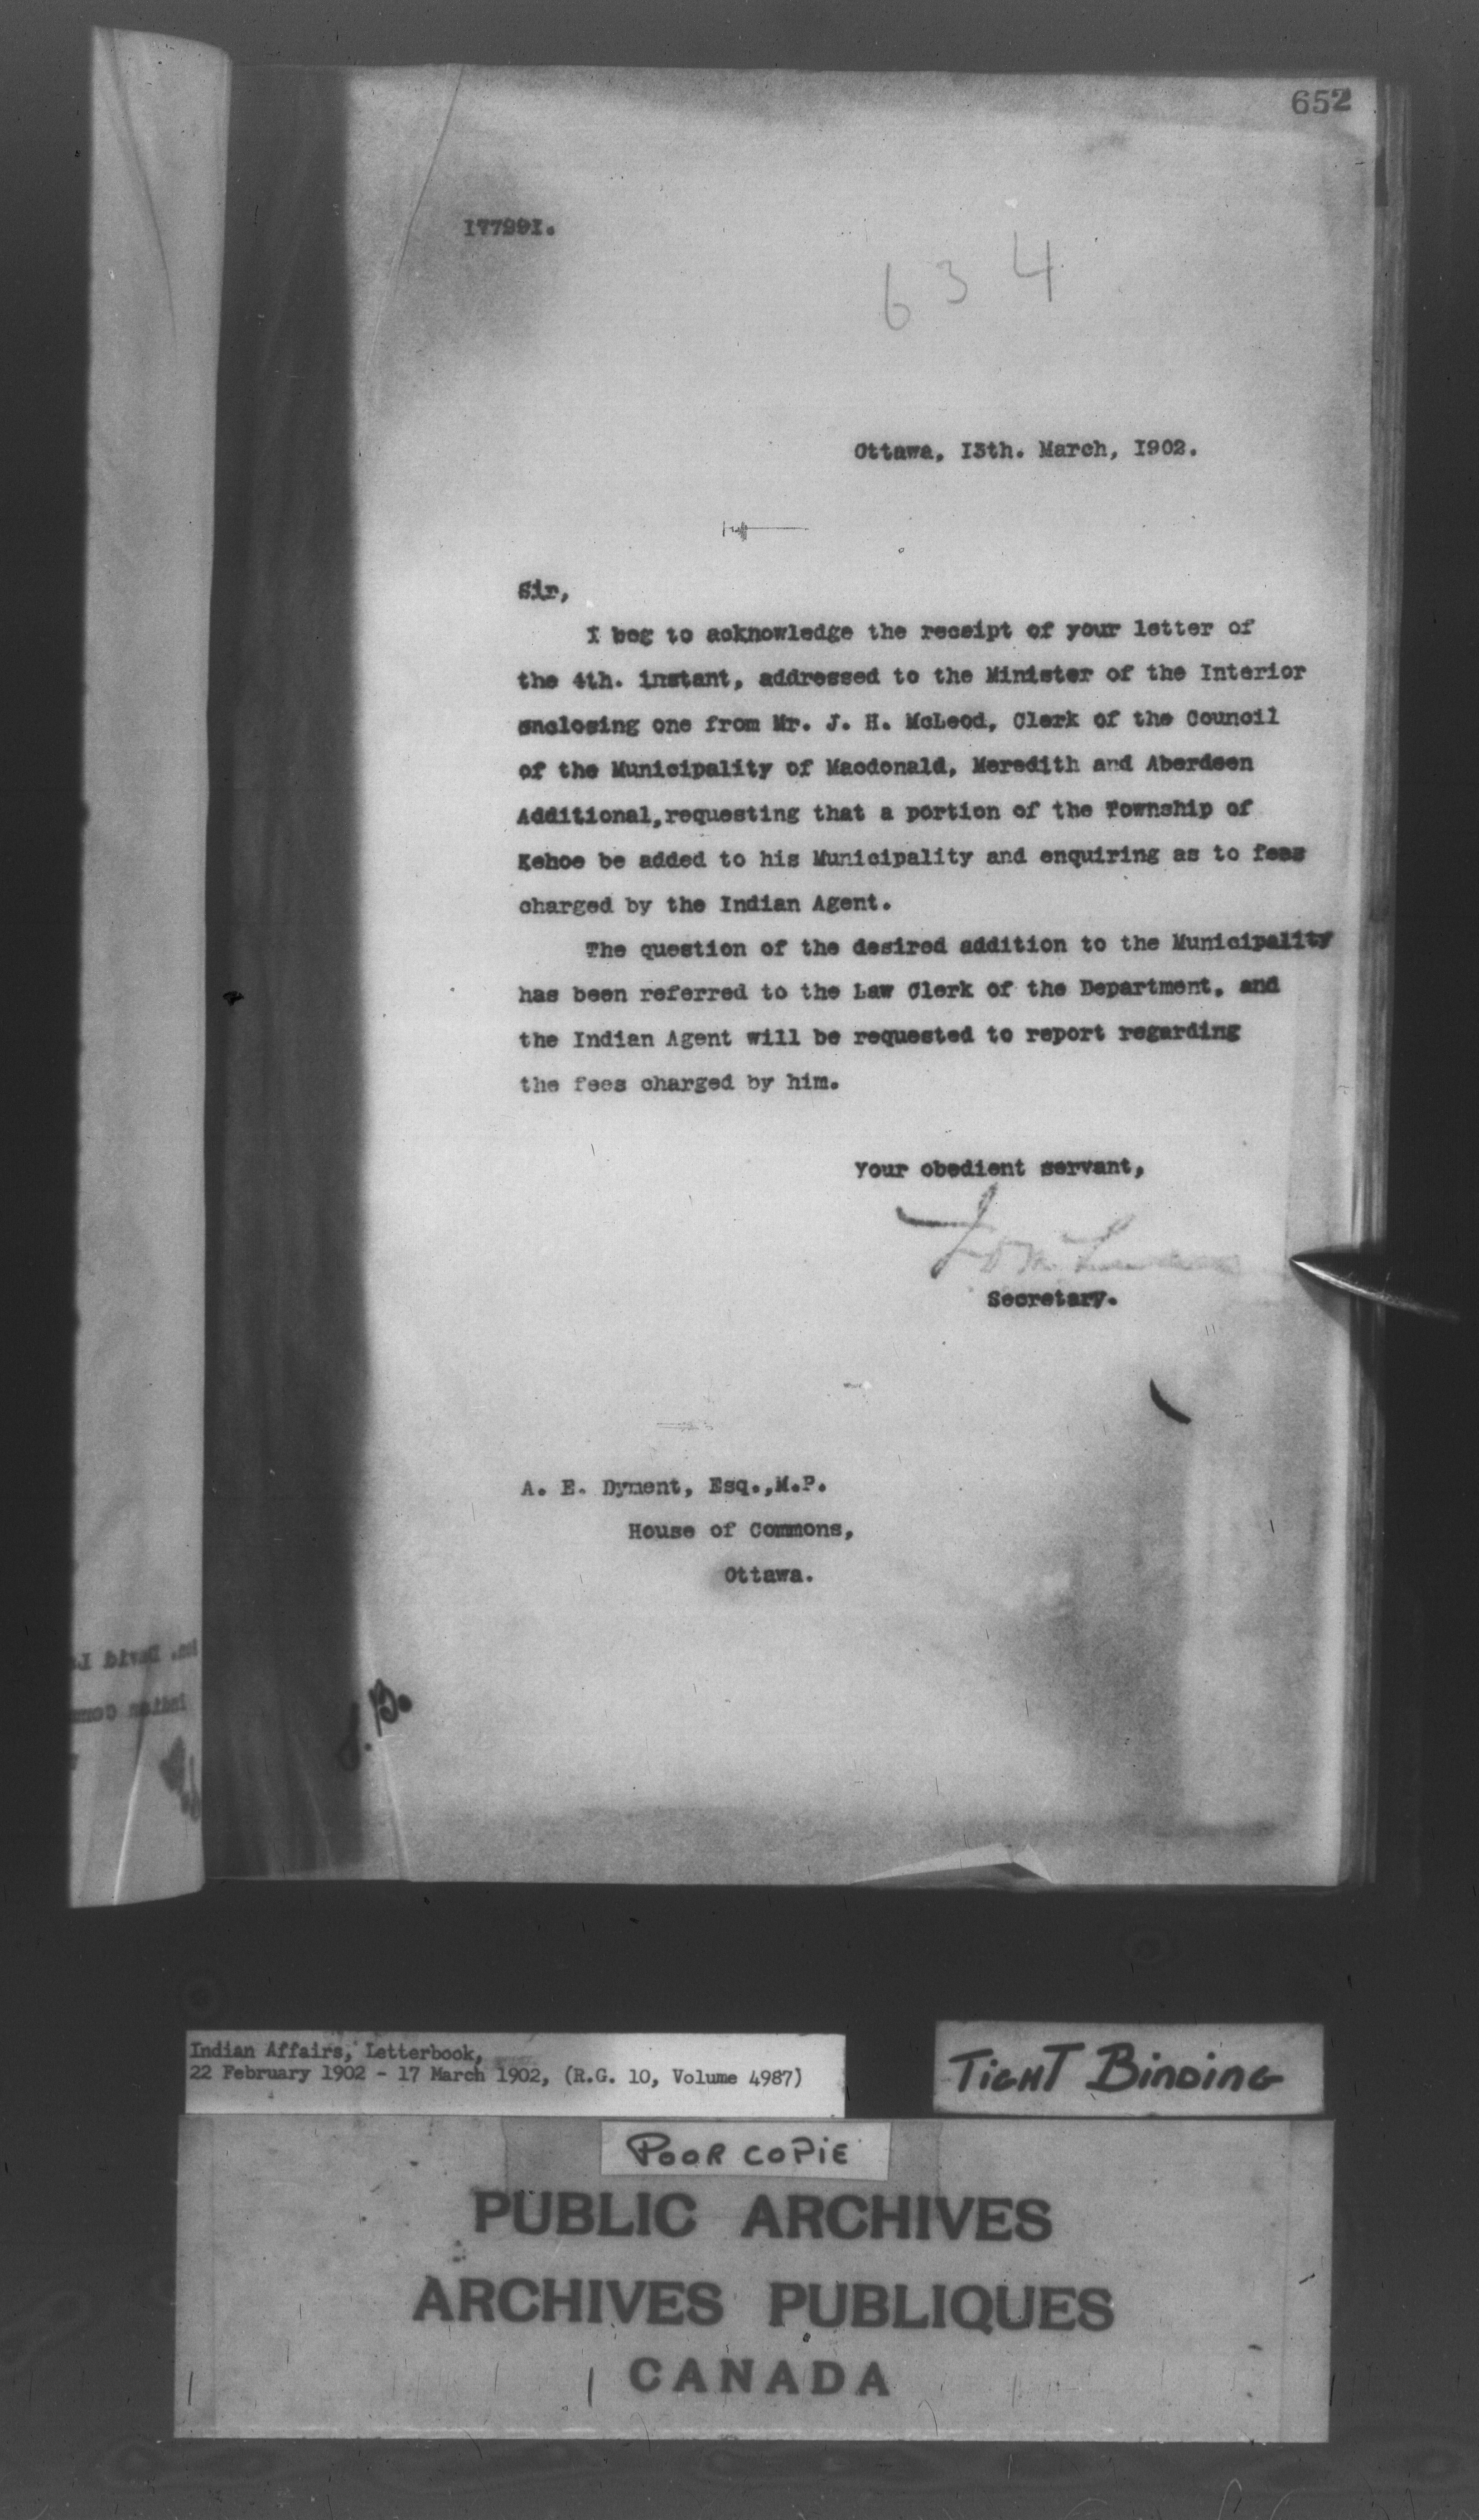 652
177991.
634
Ottawa, 13th. March, 1902.
Sir,
I beg to acknowledge the receipt of your letter of
the 4th. instant, addressed to the Minister of the Interior
enclosing one from Mr. J. H. McLeod, Clerk of the Council
of the Municipality of Macdonald, Meredith and Aberdeen
Additional, requesting that a portion of the Township of
Kehoe be added to his Municipality and enquiring as to fees
charged by the Indian Agent.
The question of the desired addition to the Municipality
has been referred to the Law Clerk of the Department, and
the Indian Agent will be requested to report regarding
the fees charged by him.
Your obedient servant,
Secretary.
A. E. Dyment, Esq.,M.P.
House of Commons,
Ottawa.
Indian Affairs, Letterbook,
22 February 1902 - 17 March 1902, (R.G. 10, Volume 4987)
TIGHT BINDING
POOR COPIE
PUBLIC ARCHIVES
ARCHIVES PUBLIQUES
CANADA